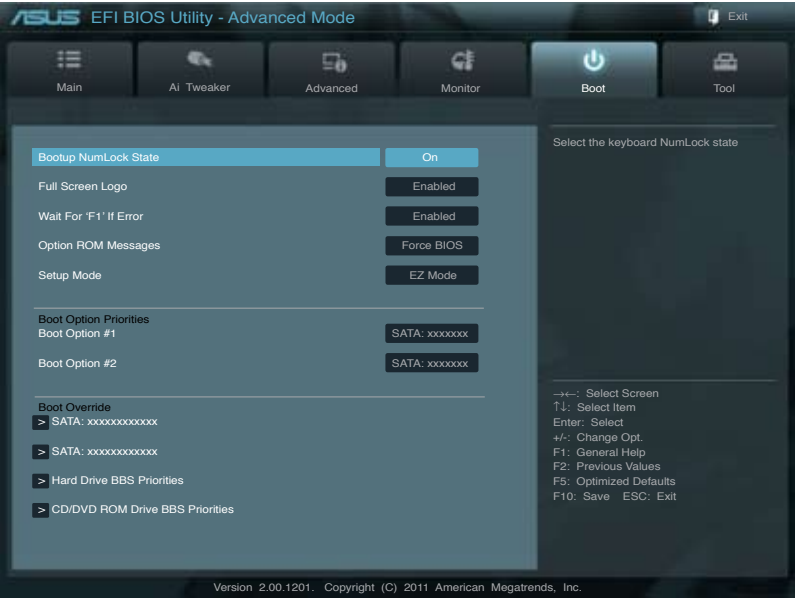 ASUS EFI BIOS Utility - Advanced Mode
Exit
Main
Ai Tweaker
Advanced
Monitor
Boot
Tool
Bootup NumLock State
On
Full Screen Logo
Enabled
Wait For ‘F1’ If Error
Enabled
Option ROM Messages
Force BIOS
Setup Mode
EZ Mode
Boot Option Priorities
Boot Option #1
SATA: xxxxxxx
Boot Option #2
SATA: xxxxxxx
Boot Override
> SATA: xxxxxxxxxxxx
> SATA: xxxxxxxxxxxx
> Hard Drive BBS Priorities
> CD/DVD ROM Drive BBS Priorities
Select the keyboard NumLock state
→←: Select Screen
↑↓: Select Item
Enter: Select
+/-: Change Opt.
F1: General Help
F2: Previous Values
F5: Optimized Defaults
F10: Save ESC: Exit
Version 2.00.1201. Copyright (C) 2011 American Megatrends, Inc.